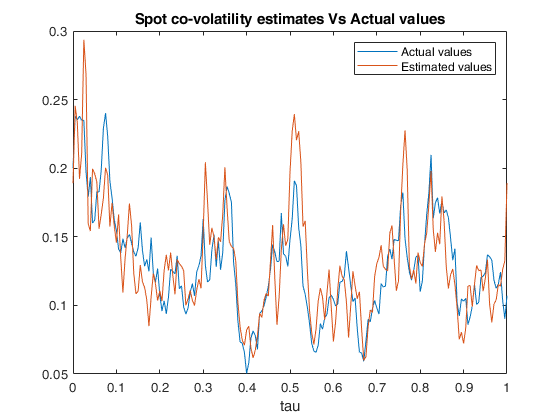 Spot co-volatility estimates Vs Actual values
Actual values
Estimated values
0.3
0.25
0.2
0.15
0.1
0.05
0 0.1 0.2 0.3 0.4 0.5 0.6 0.7 0.8 0.9 1
tau